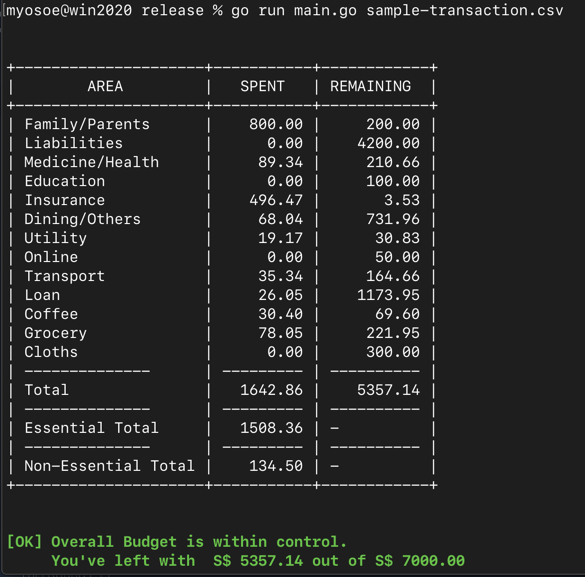 myosoe@win2020 release % go run main.go sample-transaction.csv
+---------------------+-----------+------------+
|        AREA         |   SPENT   | REMAINING  |
+---------------------+-----------+------------+
| Family/Parents      |    800.00 |     200.00 |
| Liabilities         |      0.00 |    4200.00 |
| Medicine/Health     |     89.34 |     210.66 |
| Education           |      0.00 |     100.00 |
| Insurance           |    496.47 |       3.53 |
| Dining/Others       |     68.04 |     731.96 |
| Utility             |     19.17 |      30.83 |
| Online              |      0.00 |      50.00 |
| Transport           |     35.34 |     164.66 |
| Loan                |     26.05 |    1173.95 |
| Coffee              |     30.40 |      69.60 |
| Grocery             |     78.05 |     221.95 |
| Cloths              |      0.00 |     300.00 |
| --------------      | --------- | ---------- |
| Total               |   1642.86 |    5357.14 |
| --------------      | --------- | ---------- |
| Essential Total     |   1508.36 | -          |
| --------------      | --------- | ---------- |
| Non-Essential Total |    134.50 | -          |
+---------------------+-----------+------------+
[OK] Overall Budget is within control.
     You've left with  S$ 5357.14 out of S$ 7000.00